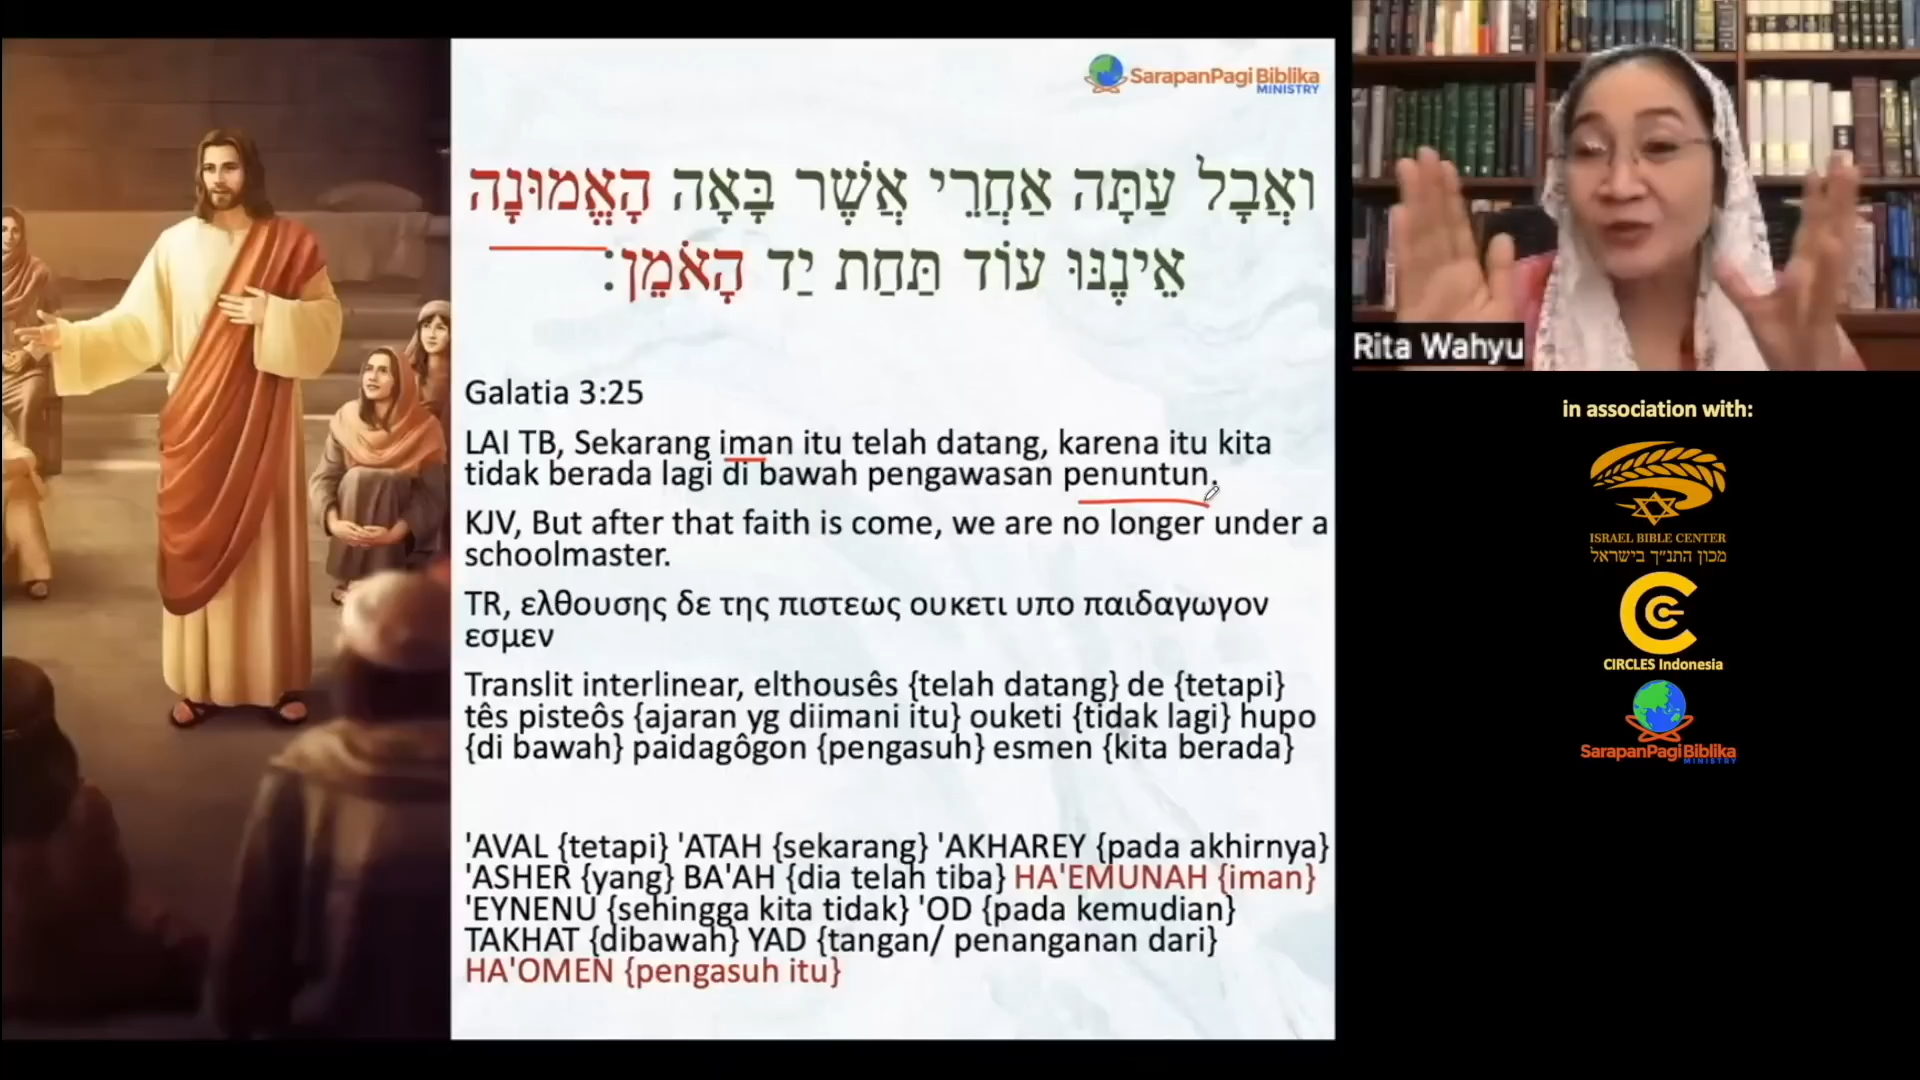 SarapanPagi Biblika
MINISTRY
וּאֲבָל עַתָּה אַחֲרֵי אֲשֶׁר בָּאָה הָאֱמוּנָה
אֵינֶנּוּ עוֹד תַּחַת יַד הָאֹמֵן׃
Galatia 3:25
LAI TB, Sekarang iman itu telah datang, karena itu kita
tidak berada lagi di bawah pengawasan penuntun.
KJV, But after that faith is come, we are no longer under a
schoolmaster.
TR, ελθουσης δε της πιστεως ουκετι υπο παιδαγωγον
εσμεν
Translit interlinear, elthousês {telah datang} de {tetapi}
tês pisteôs {ajaran yg diimani itu} ouketi {tidak lagi} hupo
{di bawah} paidagôgon {pengasuh} esmen {kita berada}
'AVAL {tetapi} 'ATAH {sekarang} 'AKHAREY {pada akhirnya}
'ASHER {yang} BA'AH {dia telah tiba} HA'EMUNAH {iman}
'EYNENU {sehingga kita tidak} 'OD {pada kemudian}
TAKHAT {dibawah} YAD {tangan/ penanganan dari}
HA'OMEN {pengasuh itu}
Rita Wahyu
in association with:
ISRAEL BIBLE CENTER
מכון התנ״ך בישראל
CIRCLES Indonesia
SarapanPagi Biblika
MINISTRY